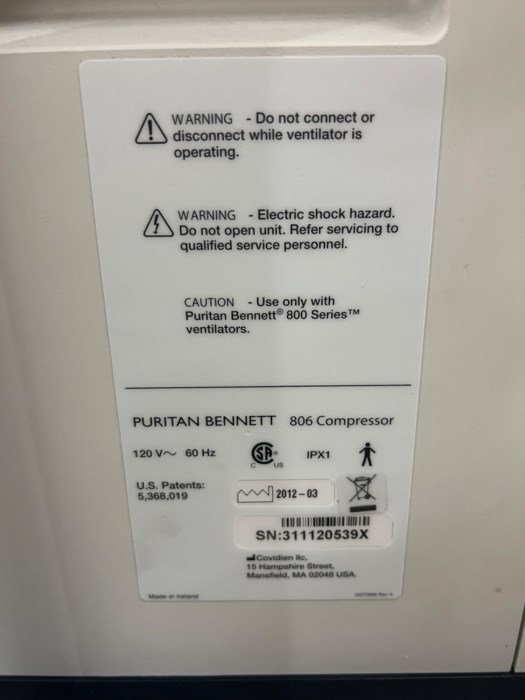 WARNING - Do not connect or
disconnect while ventilator is
operating.
WARNING - Electric shock hazard.
Do not open unit. Refer servicing to
qualified service personnel.
CAUTION - Use only with
Puritan Bennett® 800 Series™
ventilators.
PURITAN BENNETT 806 Compressor
120 V~ 60 Hz
SA
C US
IPX1
U.S. Patents:
5,368,019
2012-03
SN:311120539X
Covidien llc,
15 Hampshire Street,
Mansfield, MA 02048 USA.
Made in Ireland